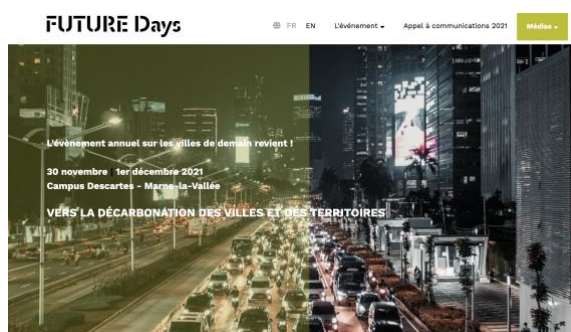 FUTURE Days
FR EN L'événement Appel à communications 2021 Médias
L'évènement annuel sur les villes de demain revient !
30 novembre | 1er décembre 2021
Campus Descartes - Marne-la-Vallée
VERS LA DÉCARBONATION DES VILLES ET DES TERRITOIRES